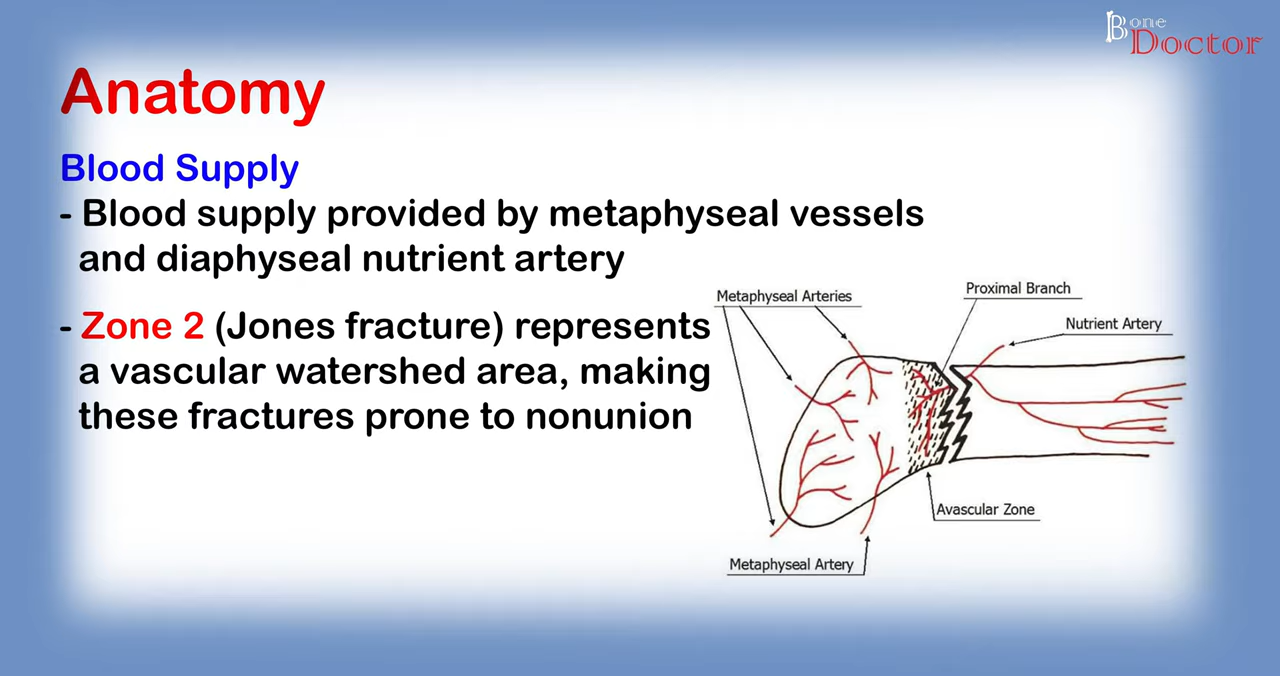 Bone
Doctor
Anatomy
Blood Supply
- Blood supply provided by metaphyseal vessels
and diaphyseal nutrient artery
- Zone 2 (Jones fracture) represents
a vascular watershed area, making
these fractures prone to nonunion
Metaphyseal Arteries
Proximal Branch
Nutrient Artery
Avascular Zone
Metaphyseal Artery